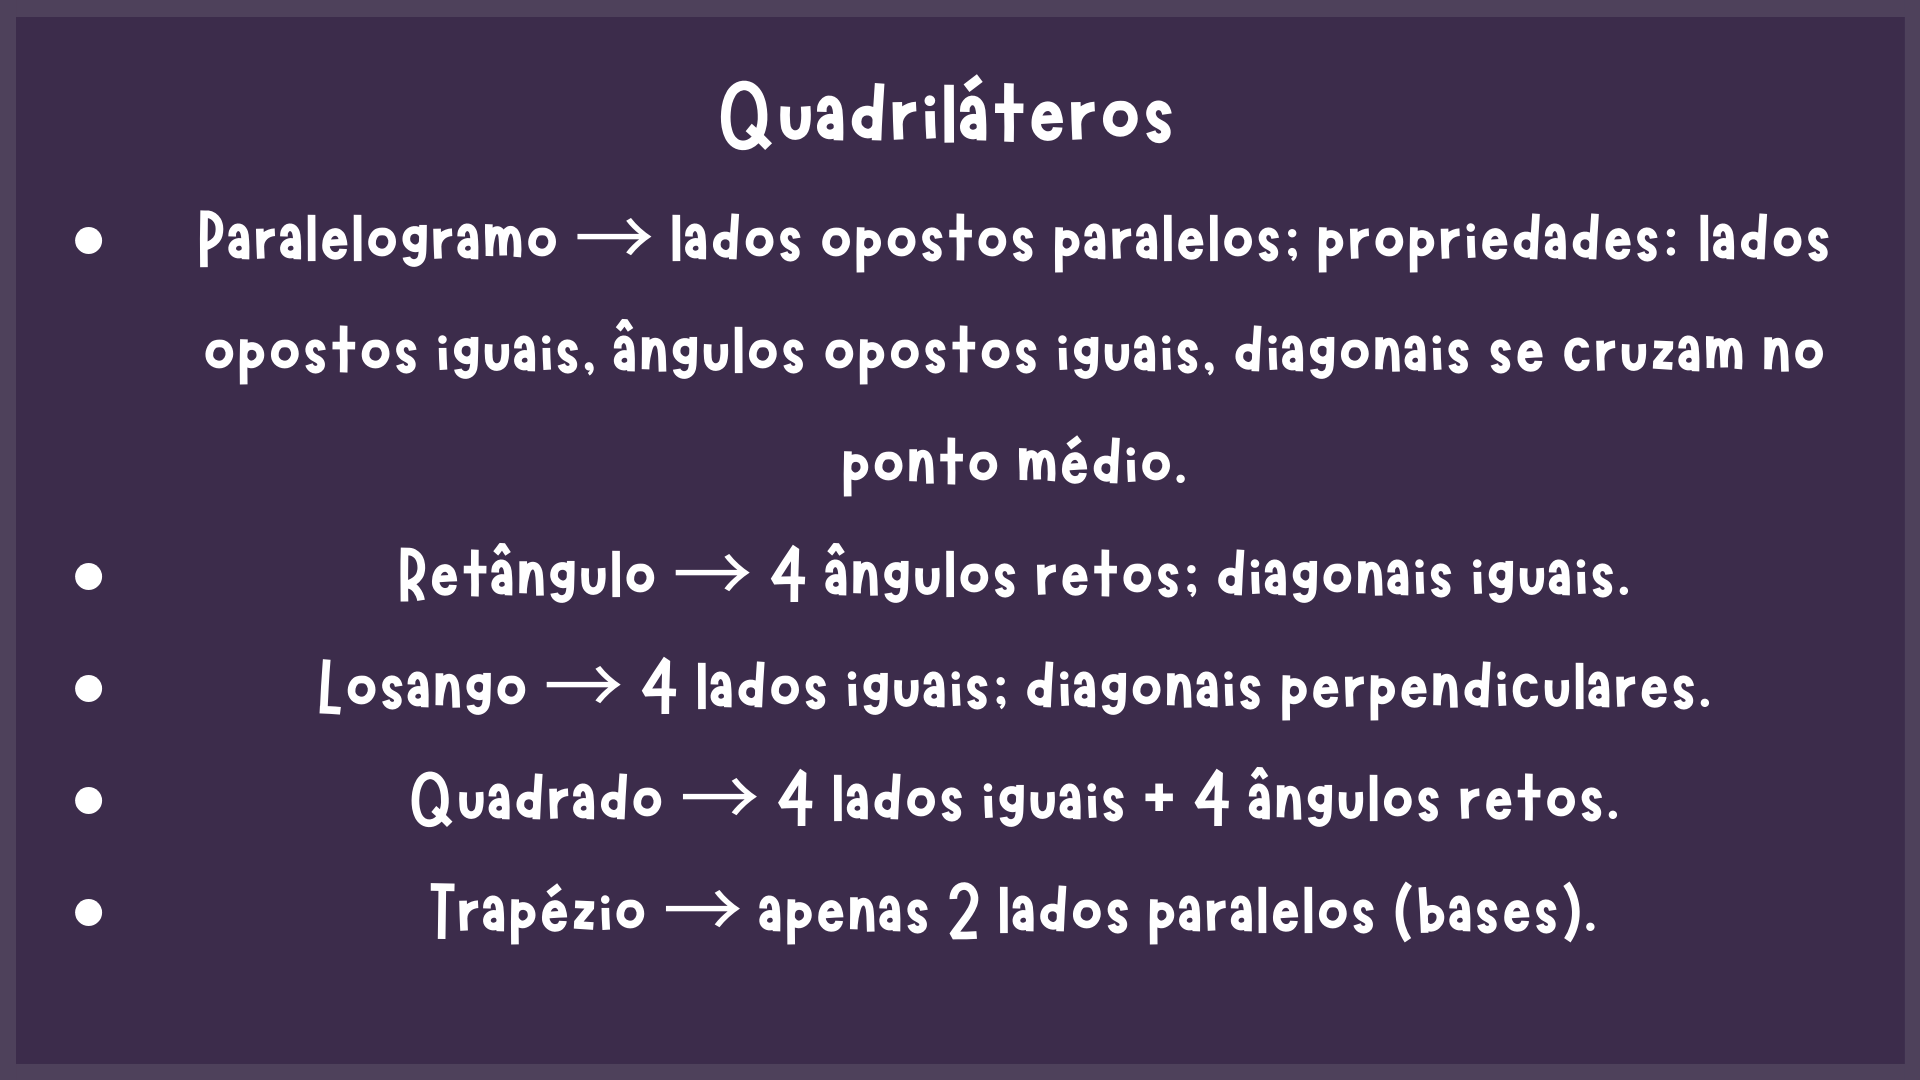 Quadriláteros
• Paralelogramo → lados opostos paralelos; propriedades: lados
opostos iguais, ângulos opostos iguais, diagonais se cruzam no
ponto médio.
• Retângulo → 4 ângulos retos; diagonais iguais.
• Losango → 4 lados iguais; diagonais perpendiculares.
• Quadrado → 4 lados iguais + 4 ângulos retos.
• Trapézio → apenas 2 lados paralelos (bases).